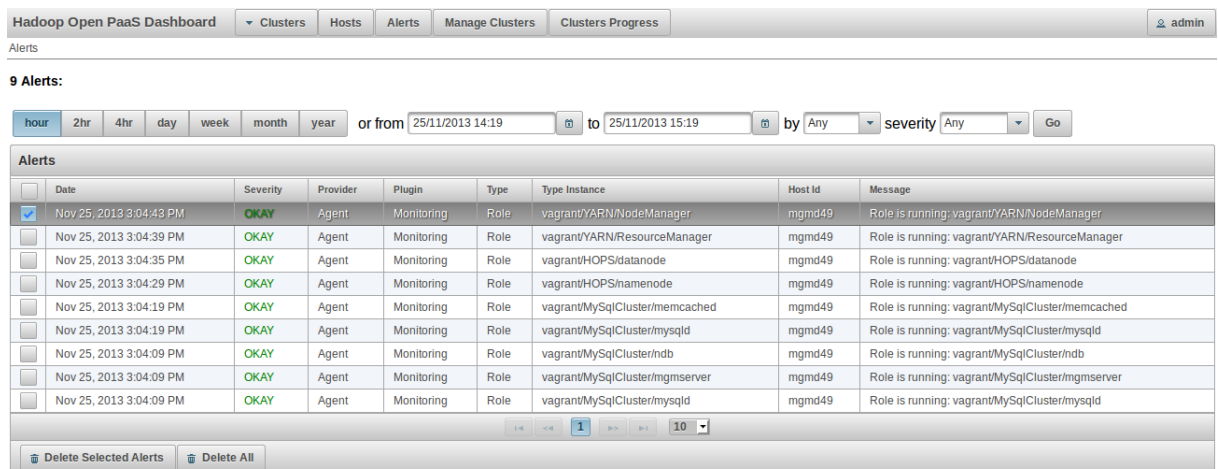 Hadoop Open PaaS Dashboard Clusters Hosts Alerts Manage Clusters Clusters Progress admin
Alerts
9 Alerts:
hour 2hr 4hr day week month year or from 25/11/2013 14:19 to 25/11/2013 15:19 by Any severity Any Go
Alerts
Date Severity Provider Plugin Type Type Instance Host Id Message
Nov 25, 2013 3:04:43 PM OKAY Agent Monitoring Role vagrant/YARN/NodeManager mgmd49 Role is running: vagrant/YARN/NodeManager
Nov 25, 2013 3:04:39 PM OKAY Agent Monitoring Role vagrant/YARN/ResourceManager mgmd49 Role is running: vagrant/YARN/ResourceManager
Nov 25, 2013 3:04:35 PM OKAY Agent Monitoring Role vagrant/HOPS/datanode mgmd49 Role is running: vagrant/HOPS/datanode
Nov 25, 2013 3:04:29 PM OKAY Agent Monitoring Role vagrant/HOPS/namenode mgmd49 Role is running: vagrant/HOPS/namenode
Nov 25, 2013 3:04:19 PM OKAY Agent Monitoring Role vagrant/MySqlCluster/memcached mgmd49 Role is running: vagrant/MySqlCluster/memcached
Nov 25, 2013 3:04:19 PM OKAY Agent Monitoring Role vagrant/MySqlCluster/mysqld mgmd49 Role is running: vagrant/MySqlCluster/mysqld
Nov 25, 2013 3:04:09 PM OKAY Agent Monitoring Role vagrant/MySqlCluster/ndb mgmd49 Role is running: vagrant/MySqlCluster/ndb
Nov 25, 2013 3:04:09 PM OKAY Agent Monitoring Role vagrant/MySqlCluster/mgmserver mgmd49 Role is running: vagrant/MySqlCluster/mgmserver
Nov 25, 2013 3:04:09 PM OKAY Agent Monitoring Role vagrant/MySqlCluster/mysqld mgmd49 Role is running: vagrant/MySqlCluster/mysqld
1 10
Delete Selected Alerts Delete All